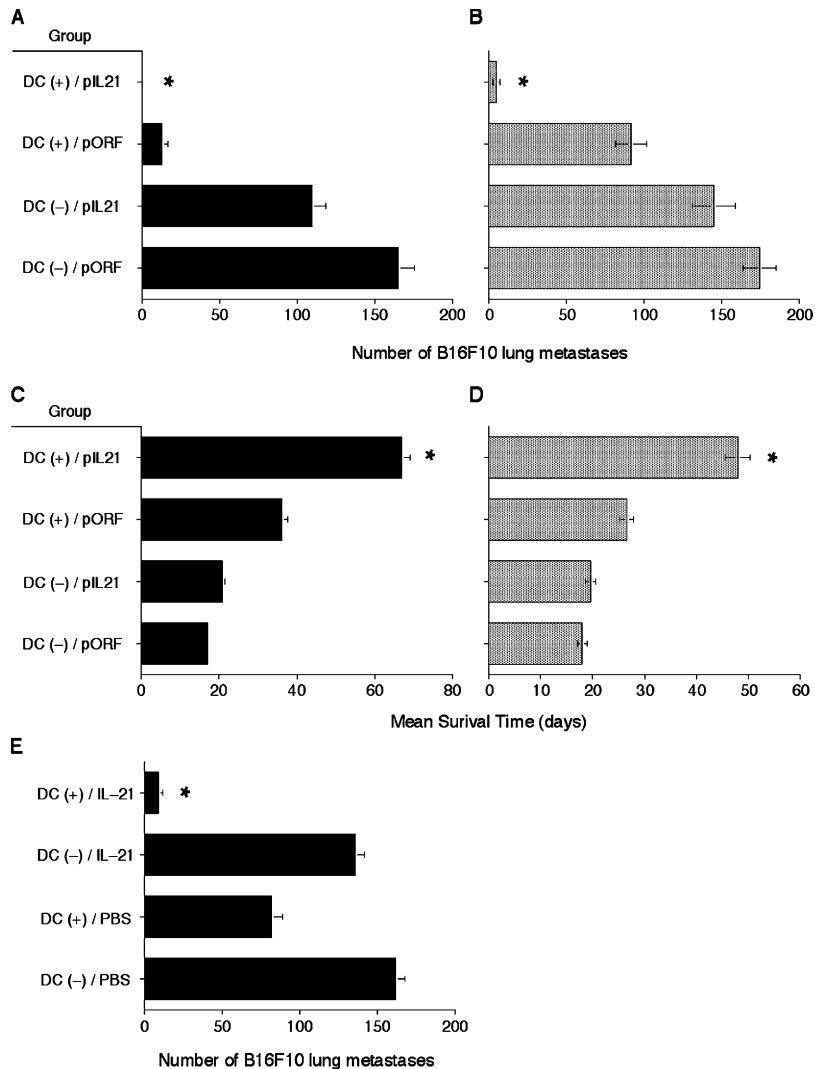 A
B
Group
DC (+) / pIL21
*
*
DC (+) / pORF
DC (−) / pIL21
DC (−) / pORF
0 50 100 150 200
0 50 100 150 200
Number of B16F10 lung metastases
C
D
Group
DC (+) / pIL21
*
*
DC (+) / pORF
DC (−) / pIL21
DC (−) / pORF
0 20 40 60 80
0 10 20 30 40 50 60
Mean Surival Time (days)
E
DC (+) / IL−21
*
DC (−) / IL−21
DC (+) / PBS
DC (−) / PBS
0 50 100 150 200
Number of B16F10 lung metastases